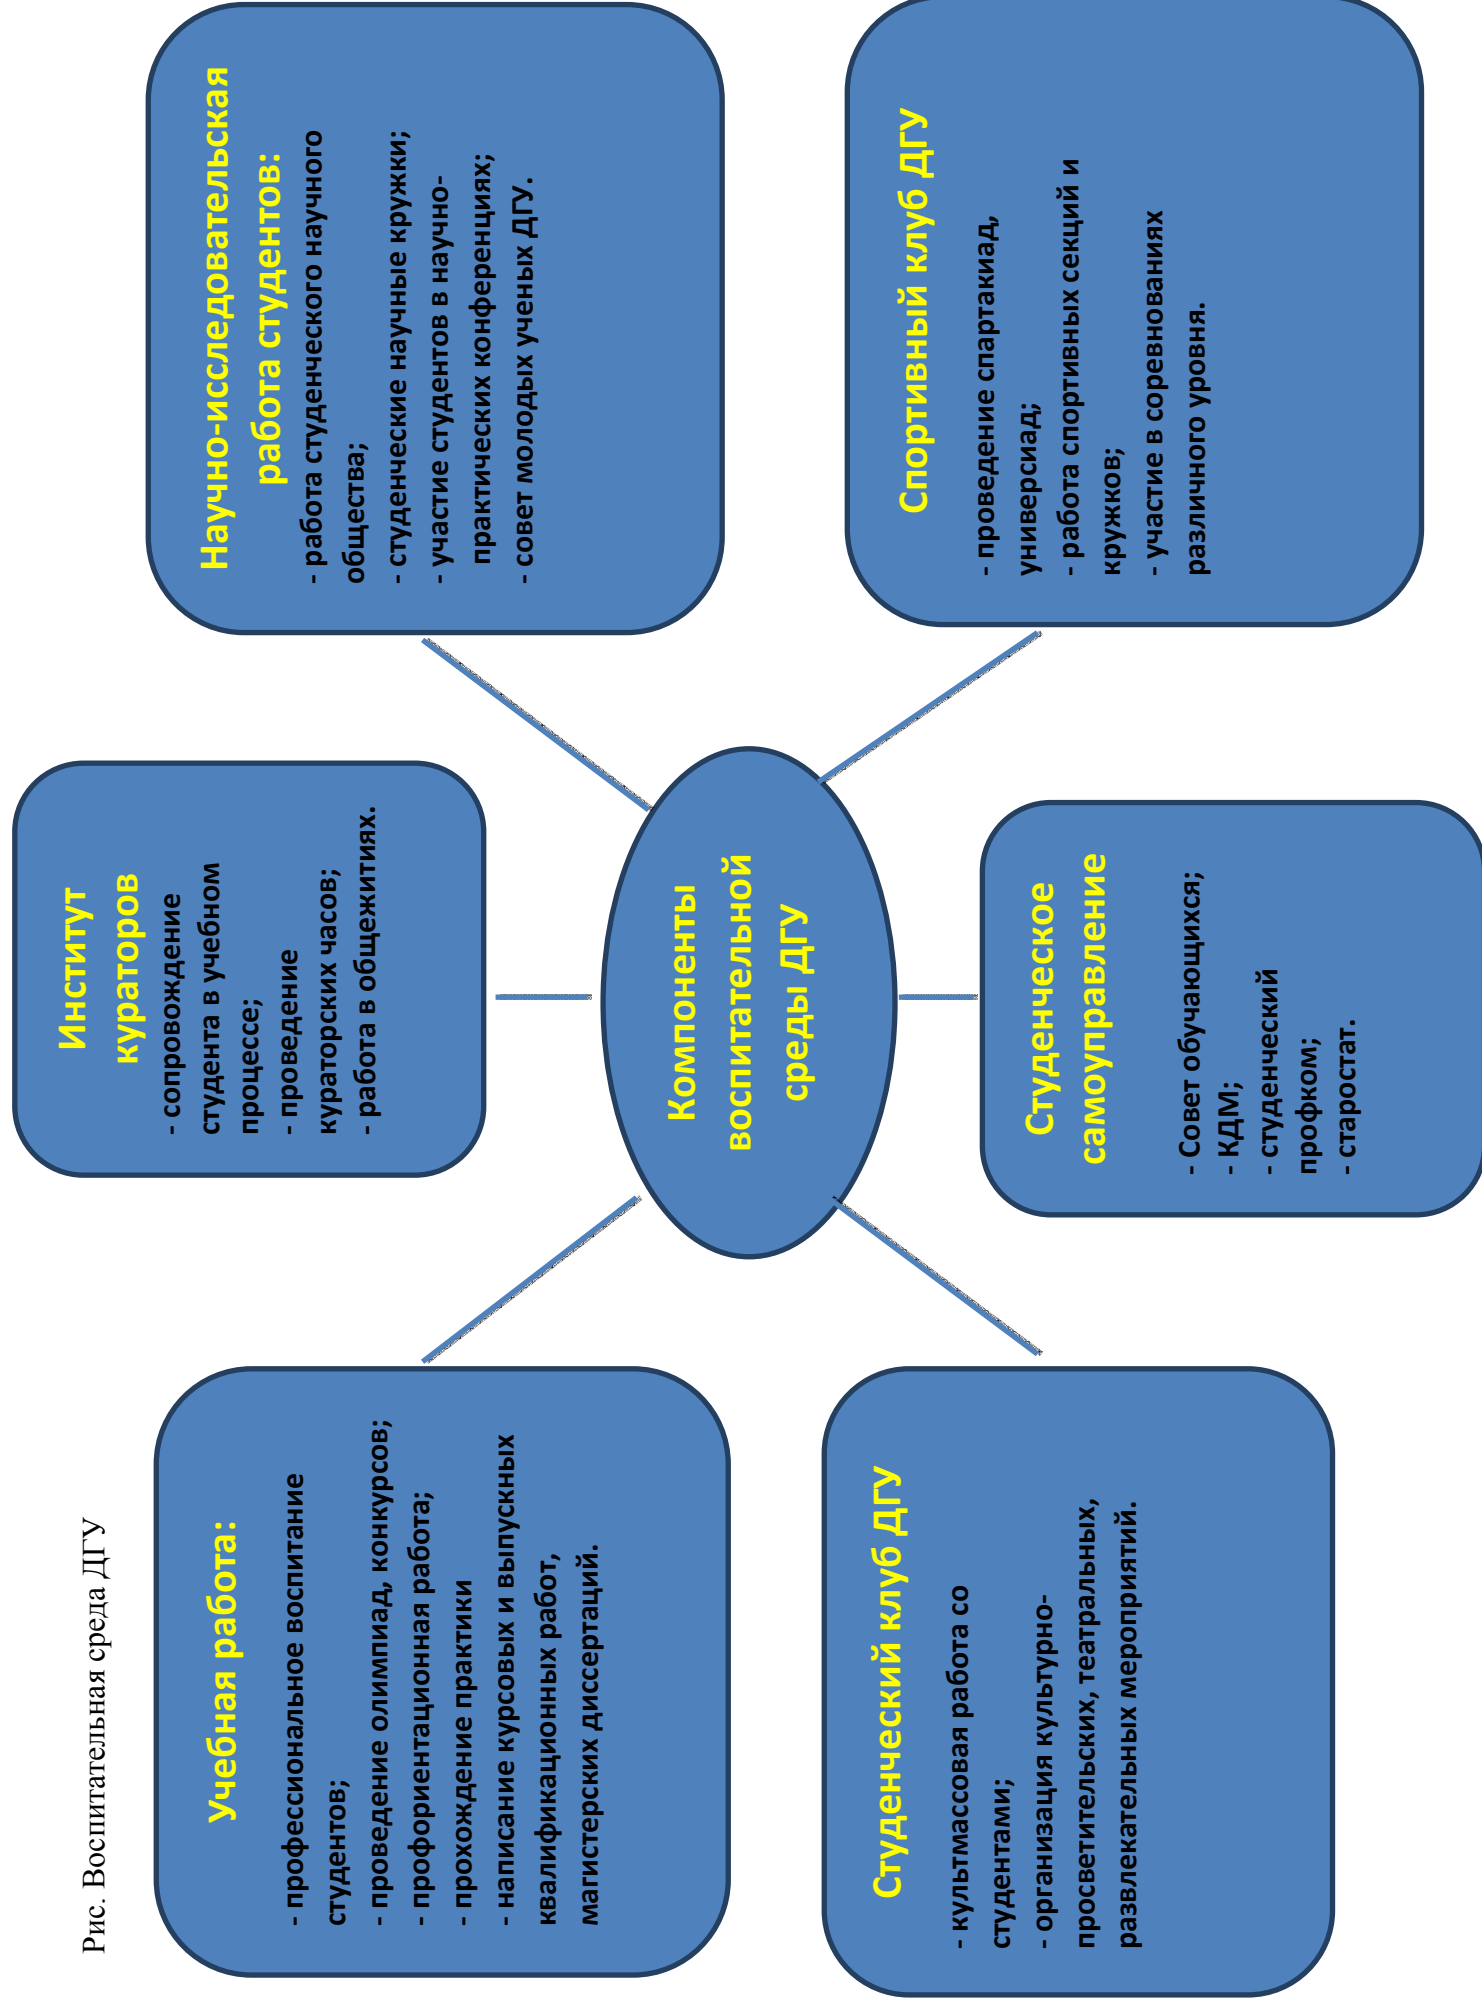 Рис. Воспитательная среда ДГУ
Учебная работа:
- профессиональное воспитание
студентов;
- проведение олимпиад, конкурсов;
- профориентационная работа;
- прохождение практики
- написание курсовых и выпускных
квалификационных работ,
магистерских диссертаций.
Институт
кураторов
- сопровождение
студента в учебном
процессе;
- проведение
кураторских часов;
- работа в общежитиях.
Научно-исследовательская
работа студентов:
- работа студенческого научного
общества;
- студенческие научные кружки;
- участие студентов в научно-
практических конференциях;
- совет молодых ученых ДГУ.
Компоненты
воспитательной
среды ДГУ
Студенческий клуб ДГУ
- культмассовая работа со
студентами;
- организация культурно-
просветительских, театральных,
развлекательных мероприятий.
Студенческое
самоуправление
- Совет обучающихся;
- КДМ;
- студенческий
профком;
- старостат.
Спортивный клуб ДГУ
- проведение спартакиад,
универсиад;
- работа спортивных секций и
кружков;
- участие в соревнованиях
различного уровня.